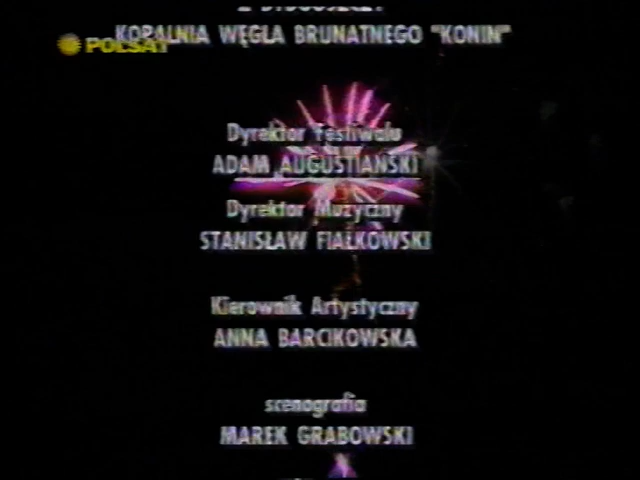 Z BYDGOSZCZY
KOPALNIA WĘGLA BRUNATNEGO "KONIN"
POLSAT
Dyrektor Festiwalu
ADAM AUGUSTIAŃSKI
Dyrektor Muzyczny
STANISŁAW FIAŁKOWSKI
Kierownik Artystyczny
ANNA BARCIKOWSKA
scenografia
MAREK GRABOWSKI